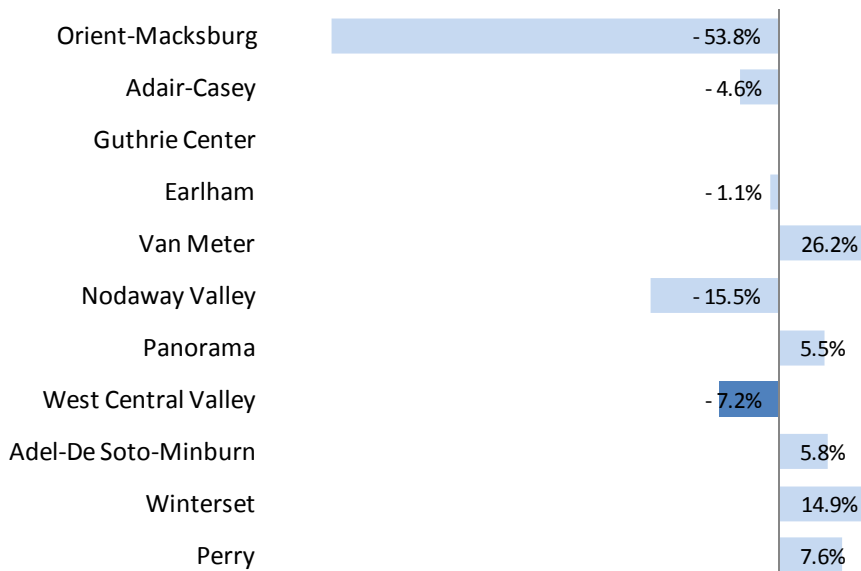 Orient-Macksburg - 53.8%
Adair-Casey - 4.6%
Guthrie Center
Earlham - 1.1%
Van Meter 26.2%
Nodaway Valley - 15.5%
Panorama 5.5%
West Central Valley - 7.2%
Adel-De Soto-Minburn 5.8%
Winterset 14.9%
Perry 7.6%